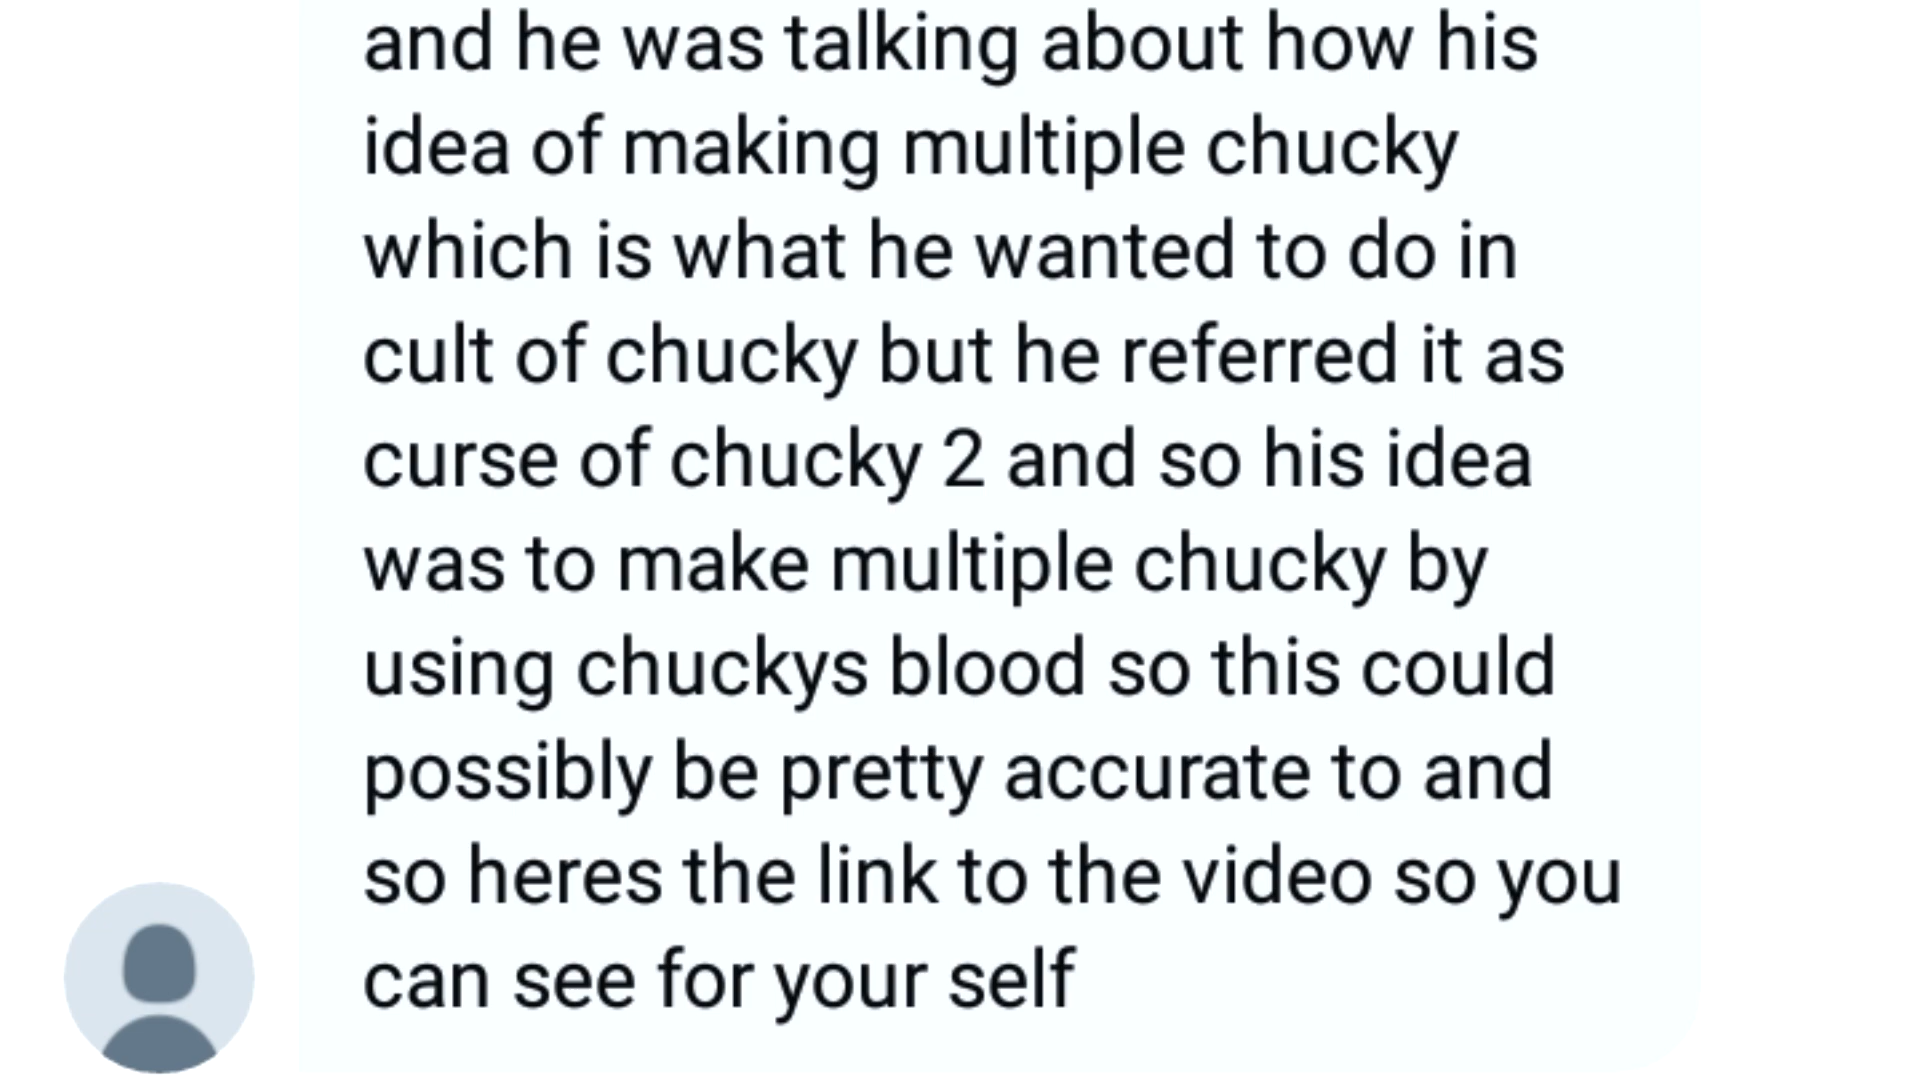 and he was talking about how his
idea of making multiple chucky
which is what he wanted to do in
cult of chucky but he referred it as
curse of chucky 2 and so his idea
was to make multiple chucky by
using chuckys blood so this could
possibly be pretty accurate to and
so heres the link to the video so you
can see for your self